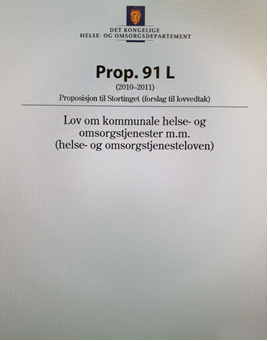 DET KONGELIGE
HELSE- OG OMSORGSDEPARTEMENT
Prop. 91 L
(2010–2011)
Proposisjon til Stortinget (forslag til lovvedtak)
Lov om kommunale helse- og
omsorgstjenester m.m.
(helse- og omsorgstjenesteloven)